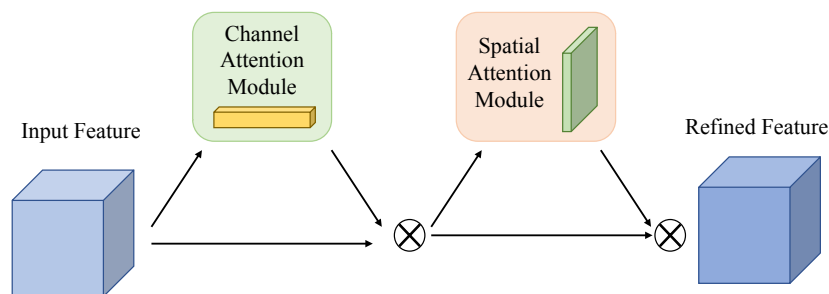 Channel
Attention
Module
Spatial
Attention
Module
Input Feature
Refined Feature